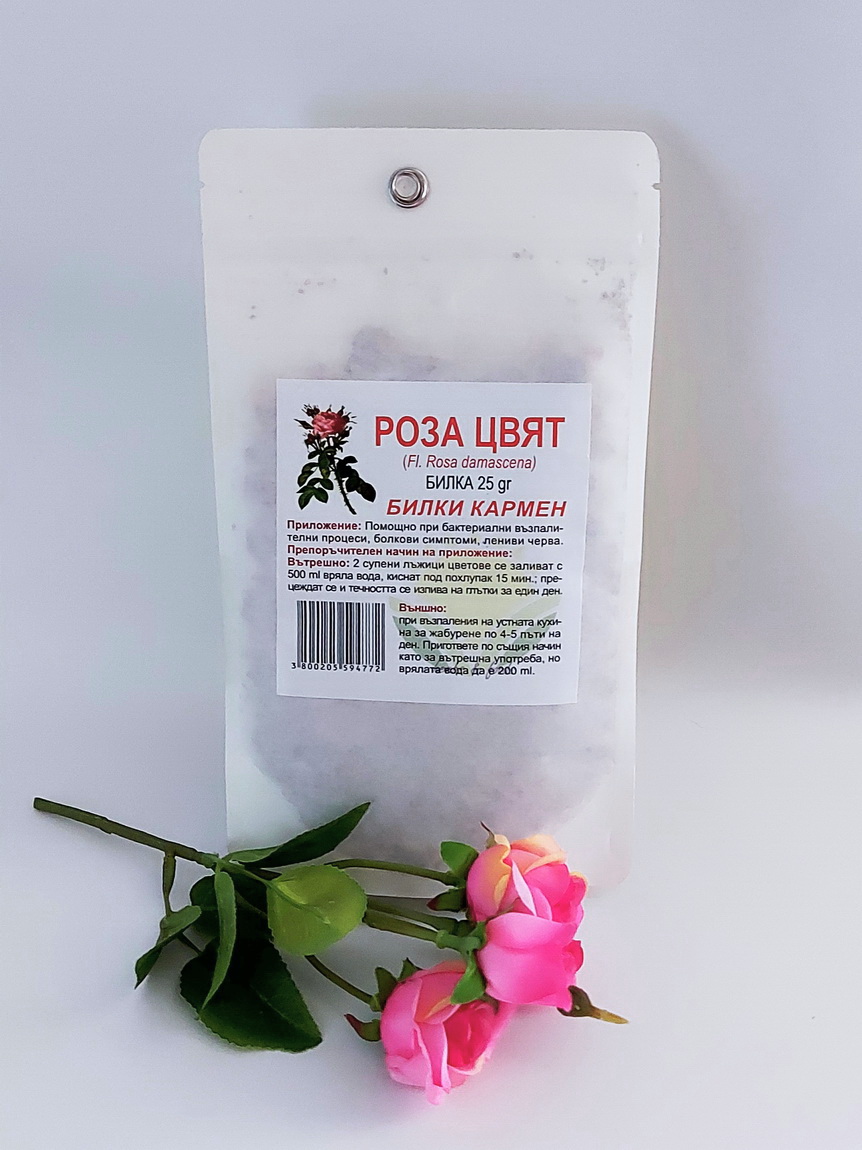 РОЗА ЦВЯТ
(Fl. Rosa damascena)
БИЛКА 25 gr
БИЛКИ КАРМЕН
Приложение: Помощно при бактериални възпали-
телни процеси, болкови симптоми, лениви черва.
Препоръчителен начин на приложение:
Вътрешно: 2 супени лъжици цветове се заливат с
500 ml вряла вода, киснат под похлупак 15 мин.; пре-
цеждат се и течността се изпива на глътки за един ден.
Външно:
при възпаления на устната кухи-
на за жабурене по 4-5 пъти на
ден. Пригответе по същия начин
като за вътрешна употреба, но
врялата вода да е 200 ml.
3 800205 594772